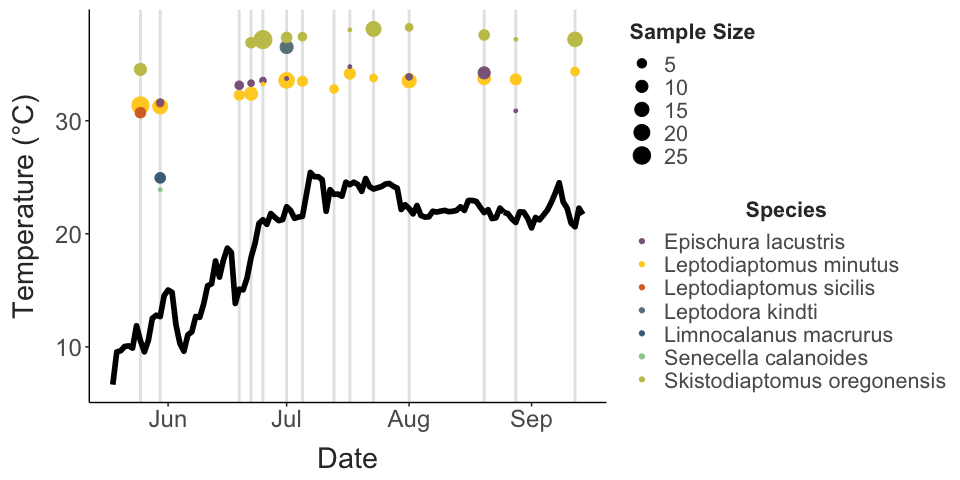 Temperature (°C)
30
20
10
Jun
Jul
Aug
Sep
Date
Sample Size
5
10
15
20
25
Species
Epischura lacustris
Leptodiaptomus minutus
Leptodiaptomus sicilis
Leptodora kindti
Limnocalanus macrurus
Senecella calanoides
Skistodiaptomus oregonensis